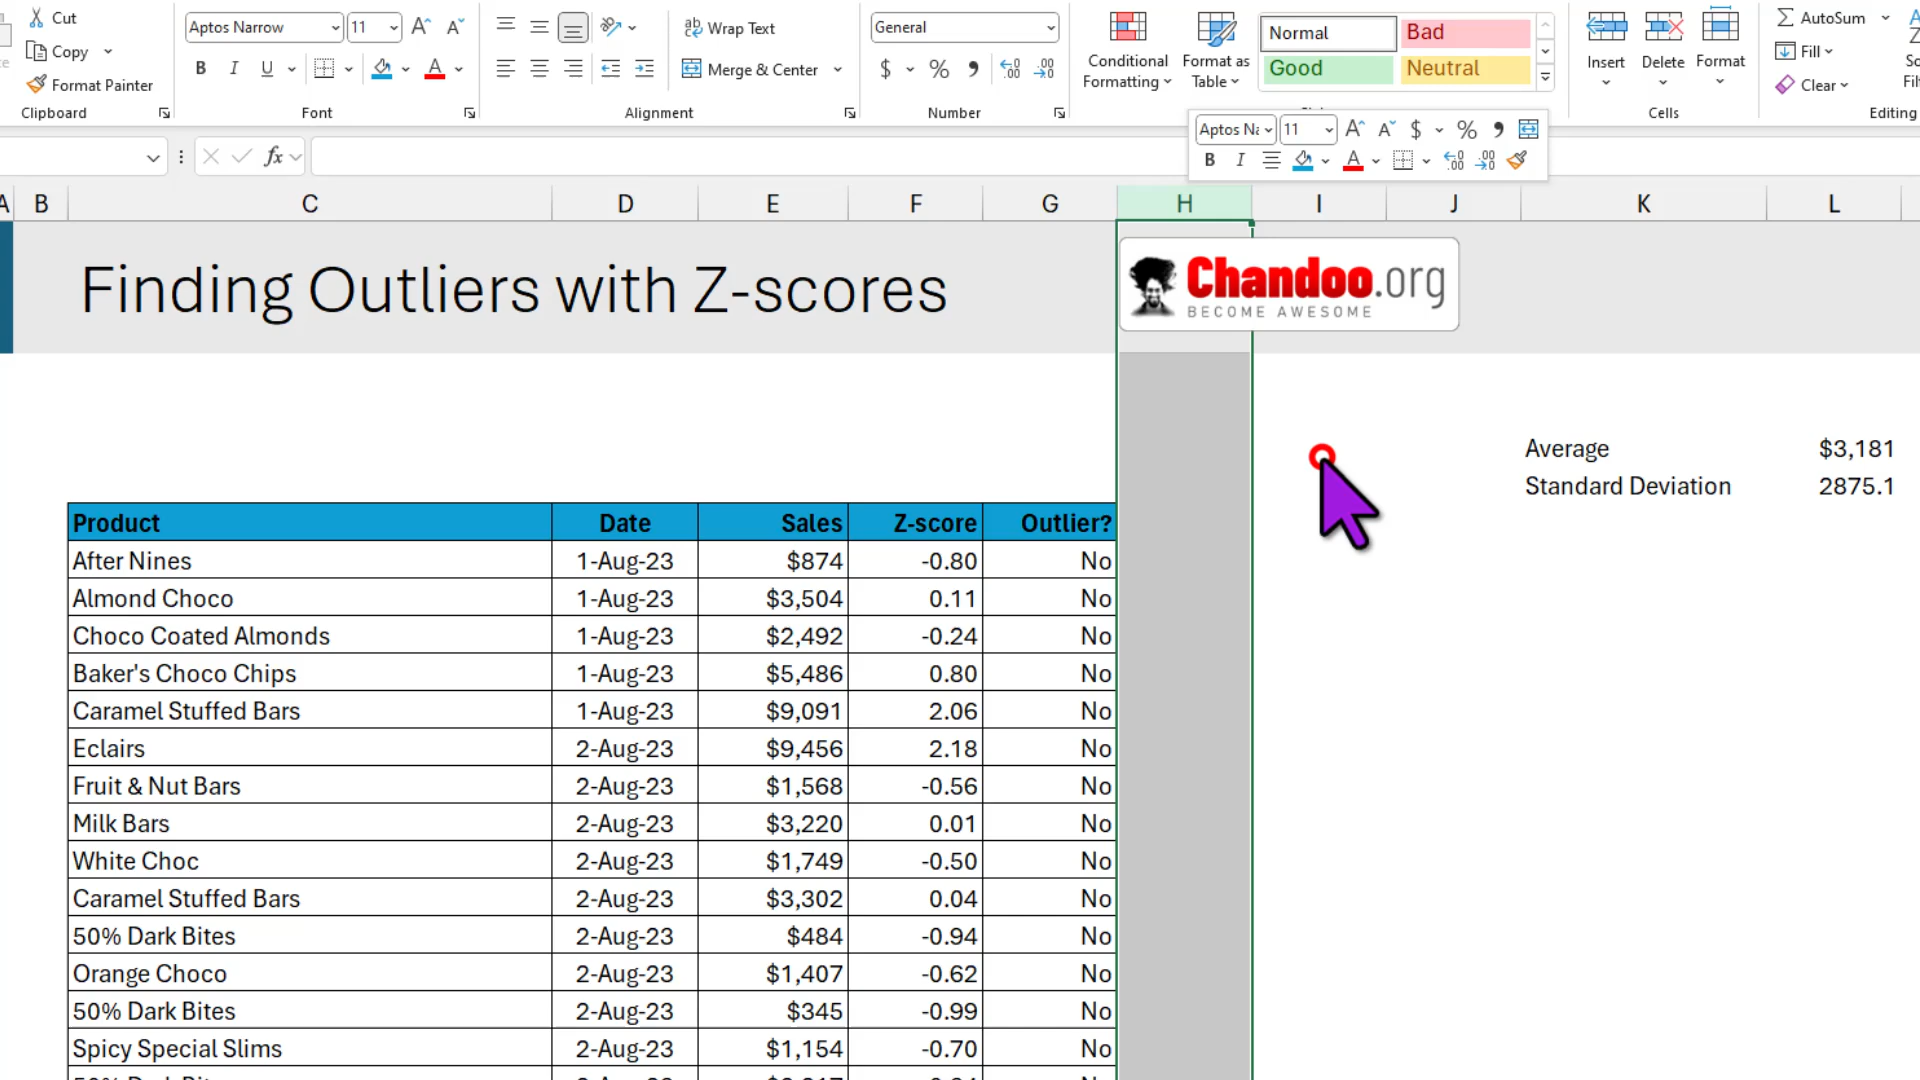 Cut
Copy
Format Painter
Clipboard
Aptos Narrow 11
B I U
Font
Wrap Text
Merge & Center
Alignment
General
$ % ,
Number
Conditional Formatting
Format as Table
Normal Bad
Good Neutral
Insert Delete Format
Cells
AutoSum
Fill
Clear
Editing
11 $ % ,
B I
fx
A B C D E F G H I J K L
Finding Outliers with Z-scores
Chandoo.org
BECOME AWESOME
Average $3,181
Standard Deviation 2875.1
Product Date Sales Z-score Outlier?
After Nines 1-Aug-23 $874 -0.80 No
Almond Choco 1-Aug-23 $3,504 0.11 No
Choco Coated Almonds 1-Aug-23 $2,492 -0.24 No
Baker's Choco Chips 1-Aug-23 $5,486 0.80 No
Caramel Stuffed Bars 1-Aug-23 $9,091 2.06 No
Eclairs 2-Aug-23 $9,456 2.18 No
Fruit & Nut Bars 2-Aug-23 $1,568 -0.56 No
Milk Bars 2-Aug-23 $3,220 0.01 No
White Choc 2-Aug-23 $1,749 -0.50 No
Caramel Stuffed Bars 2-Aug-23 $3,302 0.04 No
50% Dark Bites 2-Aug-23 $484 -0.94 No
Orange Choco 2-Aug-23 $1,407 -0.62 No
50% Dark Bites 2-Aug-23 $345 -0.99 No
Spicy Special Slims 2-Aug-23 $1,154 -0.70 No